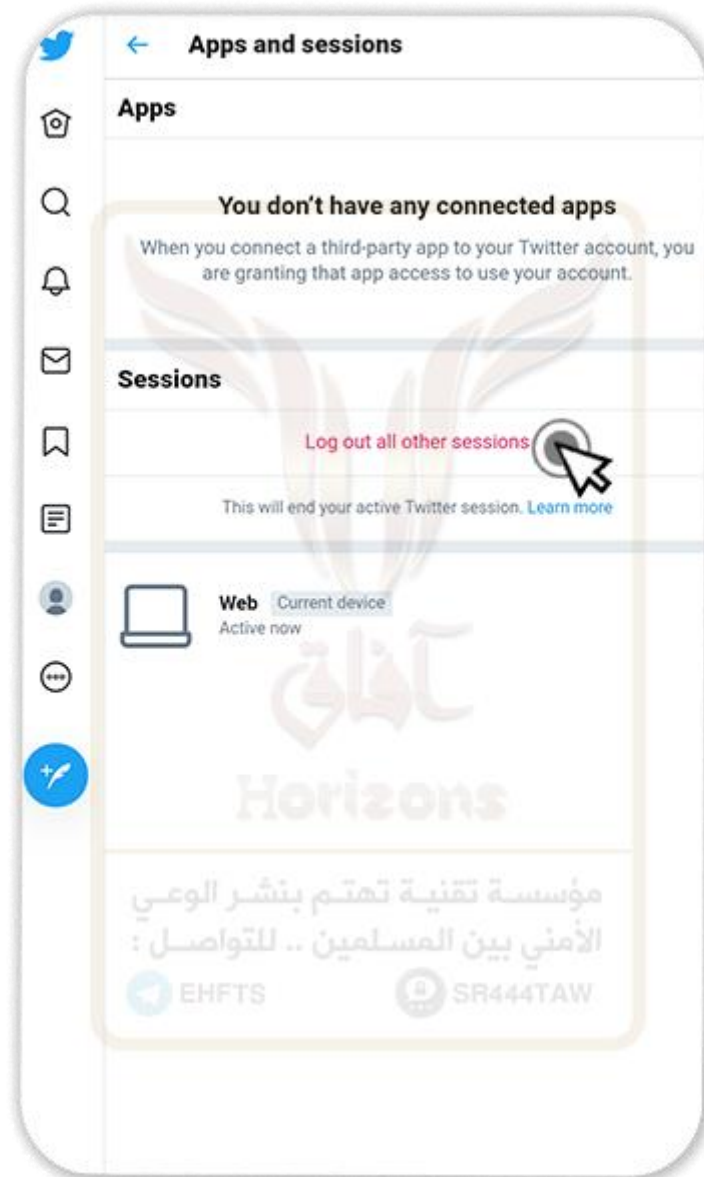 Apps and sessions
Apps
You don’t have any connected apps
When you connect a third-party app to your Twitter account, you
are granting that app access to use your account.
Sessions
Log out all other sessions
This will end your active Twitter session. Learn more
Web Current device
Active now
آفاق
Horizons
مؤسسة تقنية تهتم بنشر الوعي
الأمني بين المسلمين .. للتواصل :
EHFTS SR444TAW